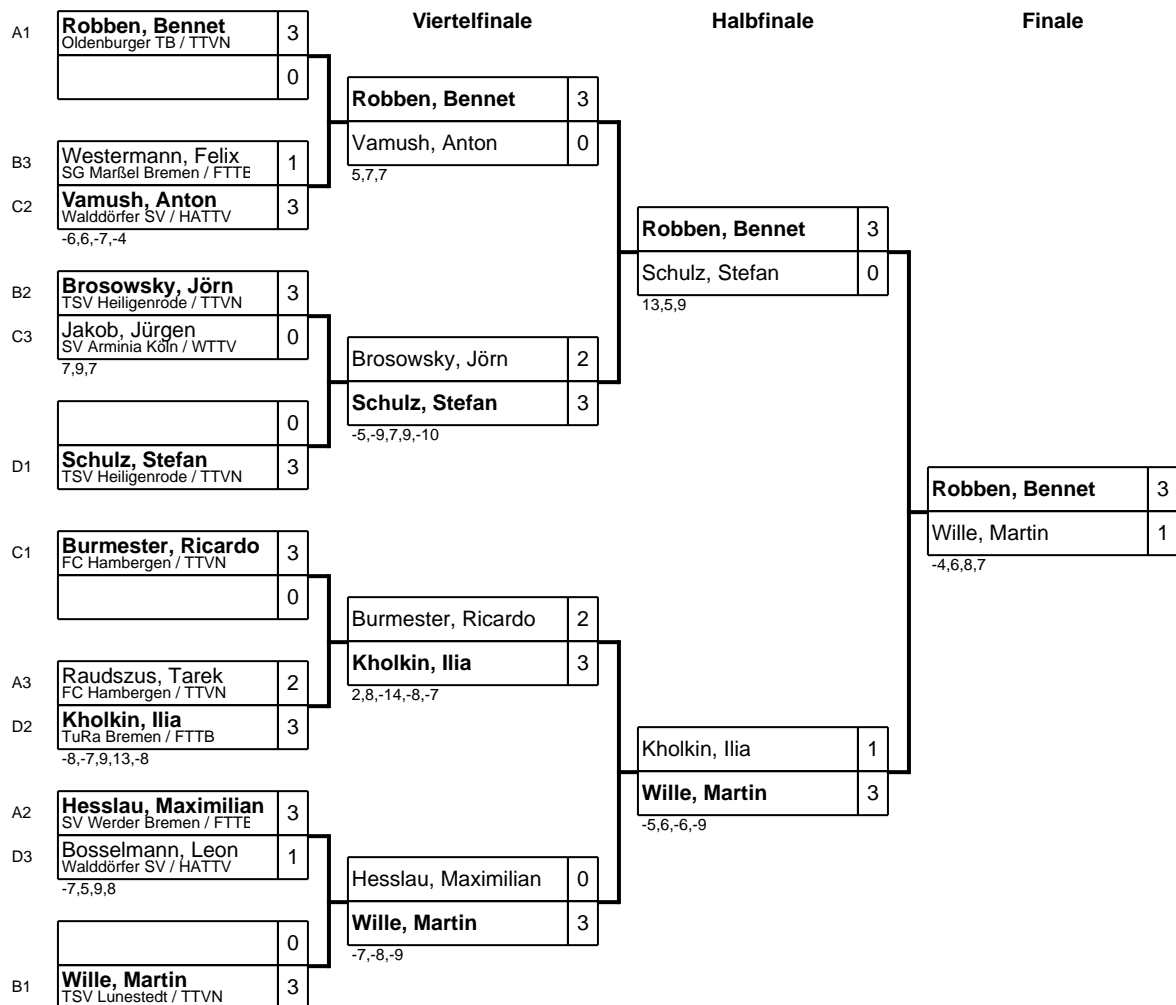 Viertelfinale
Halbfinale
Finale
A1 Robben, Bennet 3
Oldenburger TB / TTVN
0
B3 Westermann, Felix 1
SG Marßel Bremen / FTTB
C2 Vamush, Anton 3
Walddörfer SV / HATTV
-6,6,-7,-4
B2 Brosowsky, Jörn 3
TSV Heiligenrode / TTVN
C3 Jakob, Jürgen 0
SV Arminia Köln / WTTV
7,9,7
0
D1 Schulz, Stefan 3
TSV Heiligenrode / TTVN
C1 Burmester, Ricardo 3
FC Hambergen / TTVN
0
A3 Raudszus, Tarek 2
FC Hambergen / TTVN
D2 Kholkin, Ilia 3
TuRa Bremen / FTTB
-8,-7,9,13,-8
A2 Hesslau, Maximilian 3
SV Werder Bremen / FTTB
D3 Bosselmann, Leon 1
Walddörfer SV / HATTV
-7,5,9,8
0
B1 Wille, Martin 3
TSV Lunestedt / TTVN
Robben, Bennet 3
Vamush, Anton 0
5,7,7
Brosowsky, Jörn 2
Schulz, Stefan 3
-5,-9,7,9,-10
Burmester, Ricardo 2
Kholkin, Ilia 3
2,8,-14,-8,-7
Hesslau, Maximilian 0
Wille, Martin 3
-7,-8,-9
Robben, Bennet 3
Schulz, Stefan 0
13,5,9
Kholkin, Ilia 1
Wille, Martin 3
-5,6,-6,-9
Robben, Bennet 3
Wille, Martin 1
-4,6,8,7